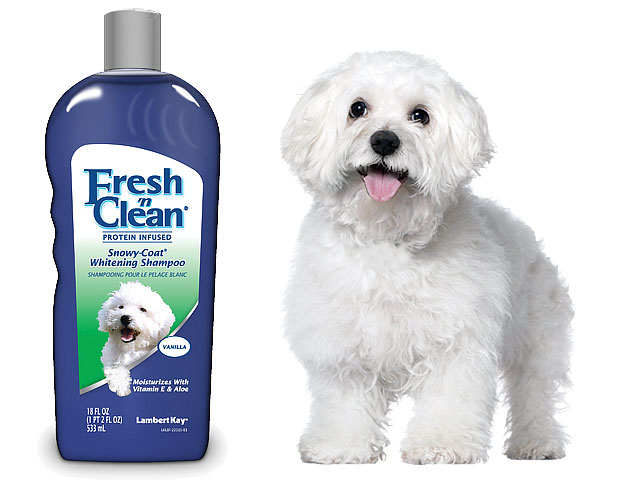 Fresh
'n
Clean®
PROTEIN INFUSED
Snowy-Coat®
Whitening Shampoo
SHAMPOOING POUR LE PELAGE BLANC
VANILLA
Moisturizes With
Vitamin E & Aloe
18 FL OZ
(1 PT 2 FL OZ)
533 mL
Lambert Kay®